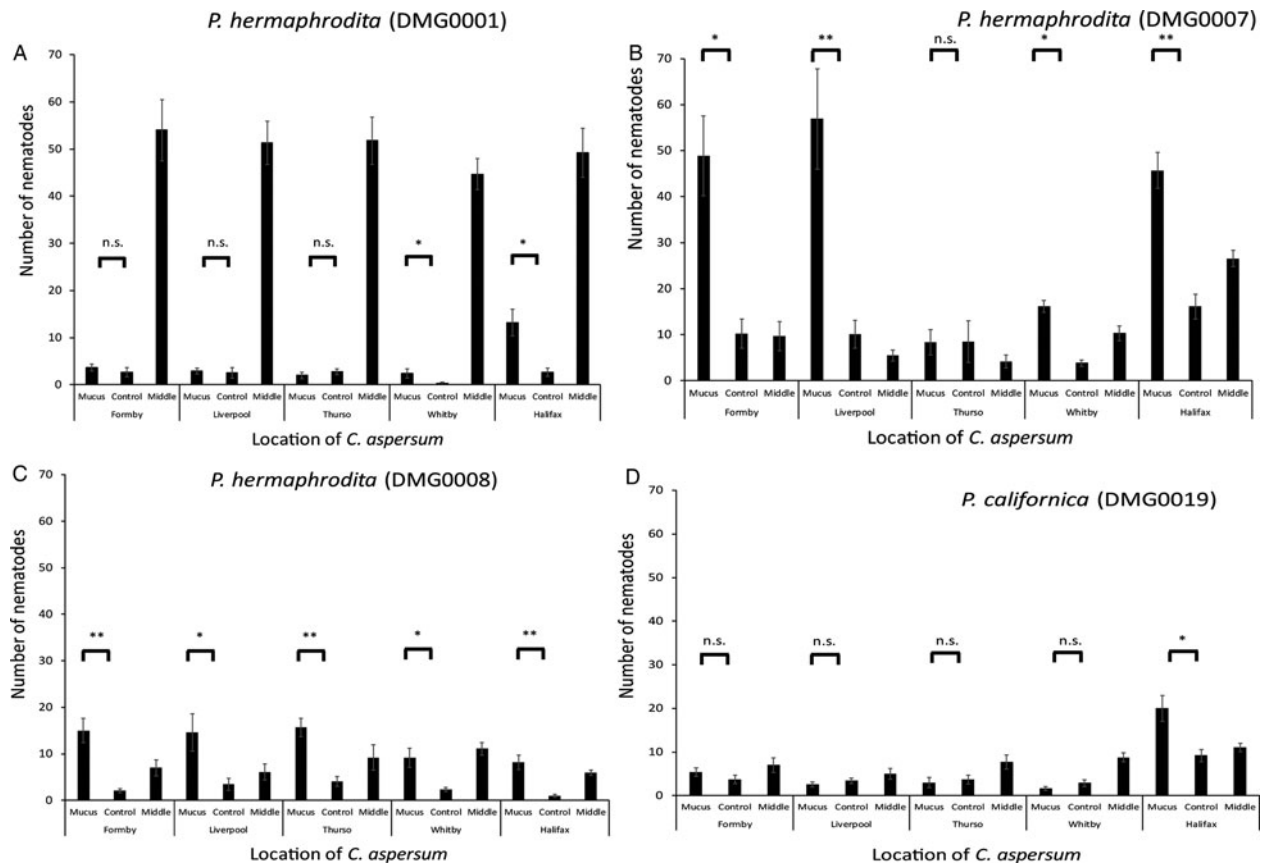 P. hermaphrodita (DMG0001)
A
Number of nematodes
70
60
50
40
30
20
10
0
n.s.
n.s.
n.s.
*
*
Mucus Control Middle Mucus Control Middle Mucus Control Middle Mucus Control Middle Mucus Control Middle
Formby Liverpool Thurso Whitby Halifax
Location of C. aspersum
P. hermaphrodita (DMG0007)
B
Number of nematodes
70
60
50
40
30
20
10
0
*
**
n.s.
*
**
Mucus Control Middle Mucus Control Middle Mucus Control Middle Mucus Control Middle Mucus Control Middle
Formby Liverpool Thurso Whitby Halifax
Location of C. aspersum
C
P. hermaphrodita (DMG0008)
Number of nematodes
70
60
50
40
30
20
10
0
**
*
**
*
**
Mucus Control Middle Mucus Control Middle Mucus Control Middle Mucus Control Middle Mucus Control Middle
Formby Liverpool Thurso Whitby Halifax
Location of C. aspersum
D
P. californica (DMG0019)
Number of nematodes
70
60
50
40
30
20
10
0
n.s.
n.s.
n.s.
n.s.
*
Mucus Control Middle Mucus Control Middle Mucus Control Middle Mucus Control Middle Mucus Control Middle
Formby Liverpool Thurso Whitby Halifax
Location of C. aspersum